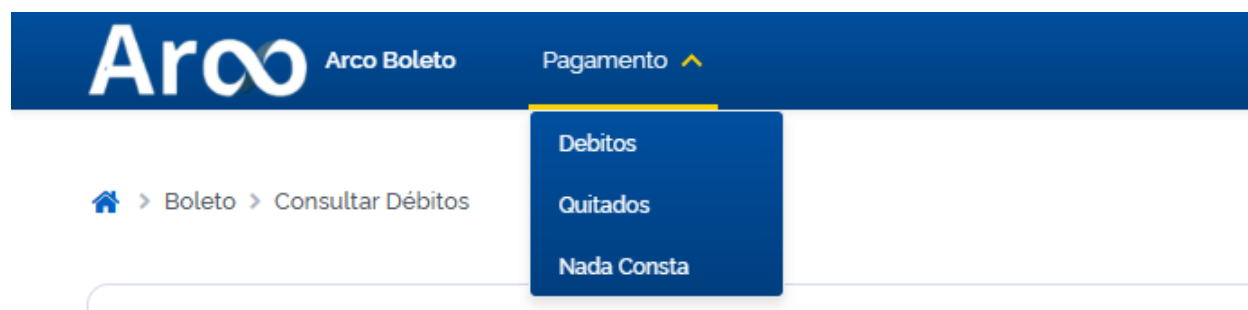 Arco Arco Boleto Pagamento
Debitos
> Boleto > Consultar Débitos
Quitados
Nada Consta